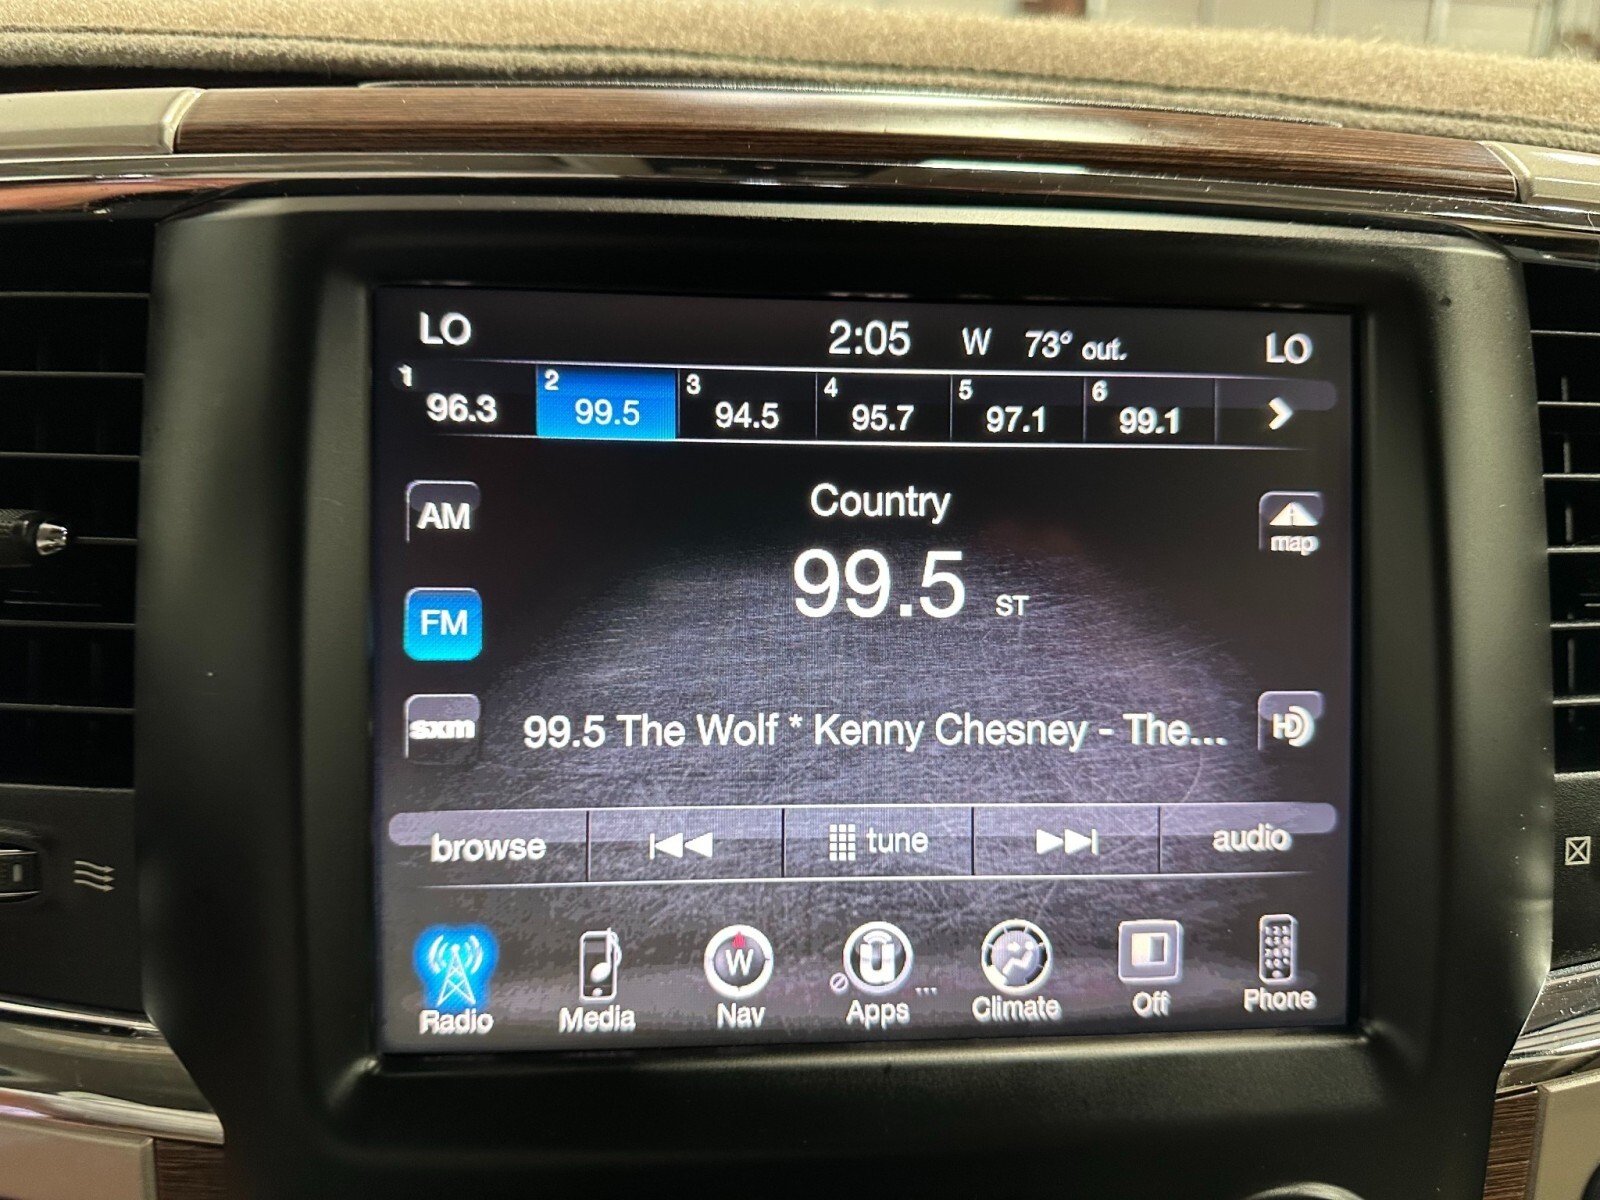 LO 2:05 W 73° out. LO
1 96.3 2 99.5 3 94.5 4 95.7 5 97.1 6 99.1
Country
AM
map
99.5 ST
FM
sxm 99.5 The Wolf * Kenny Chesney - The... HD
browse tune audio
W
Radio Media Nav Apps ... Climate Off Phone